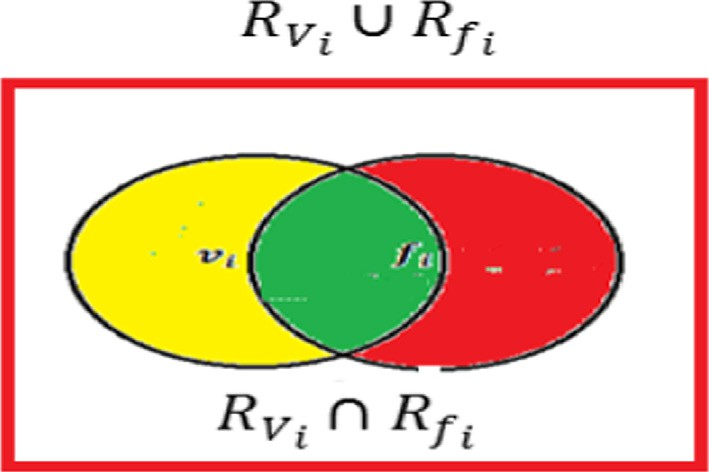 R_{V_i} ∪ R_{f_i}
v_i f_i
R_{V_i} ∩ R_{f_i}